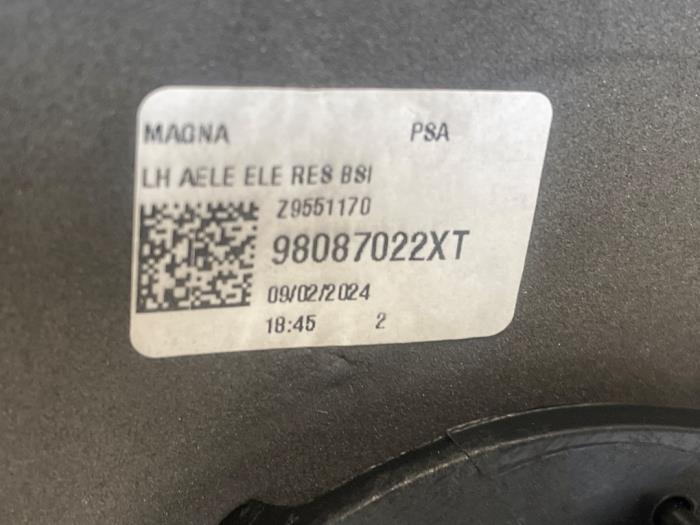 MAGNA PSA
LH AELE ELE RES BSI
Z9551170
98087022XT
09/02/2024
18:45 2